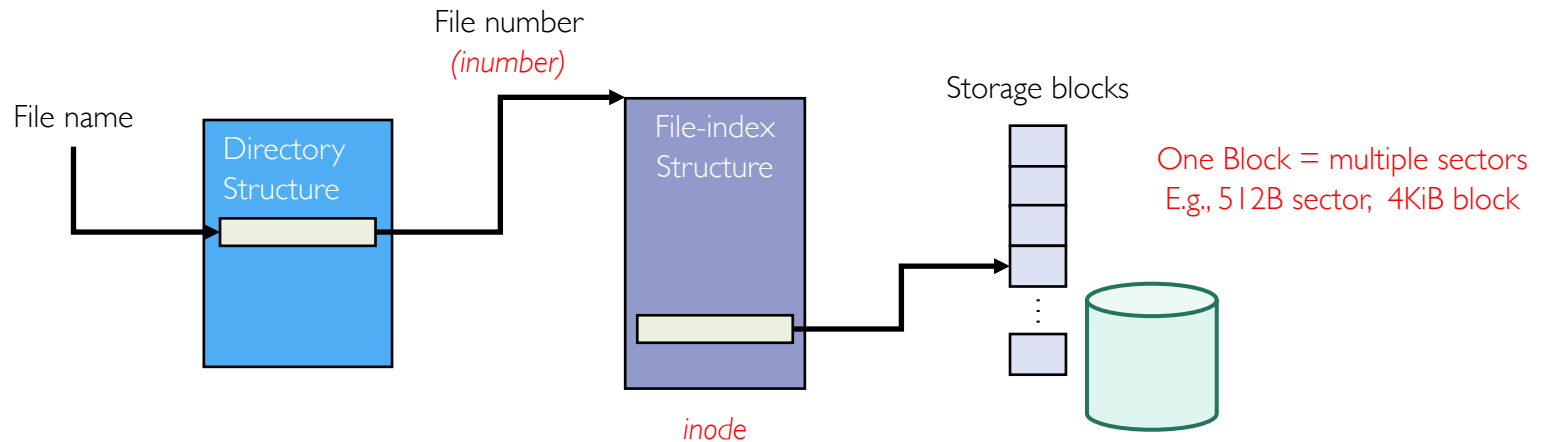 File number
(inumber)
File name
Directory
Structure
File-index
Structure
inode
Storage blocks
One Block = multiple sectors
E.g., 512B sector, 4KiB block